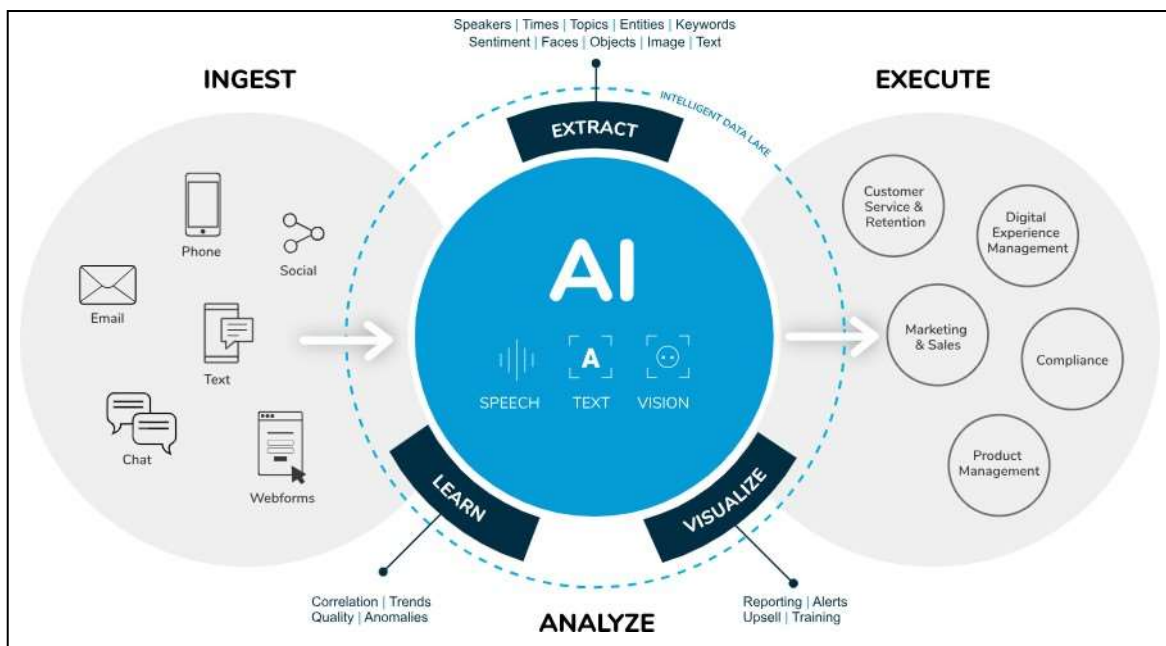 Speakers | Times | Topics | Entities | Keywords
Sentiment | Faces | Objects | Image | Text
INGEST
EXECUTE
INTELLIGENT DATA LAKE
EXTRACT
Phone
Social
Email
Text
Chat
Webforms
AI
A
SPEECH
TEXT
VISION
Customer
Service &
Retention
Digital
Experience
Management
Marketing
& Sales
Compliance
Product
Management
LEARN
VISUALIZE
Correlation | Trends
Quality | Anomalies
Reporting | Alerts
Upsell | Training
ANALYZE